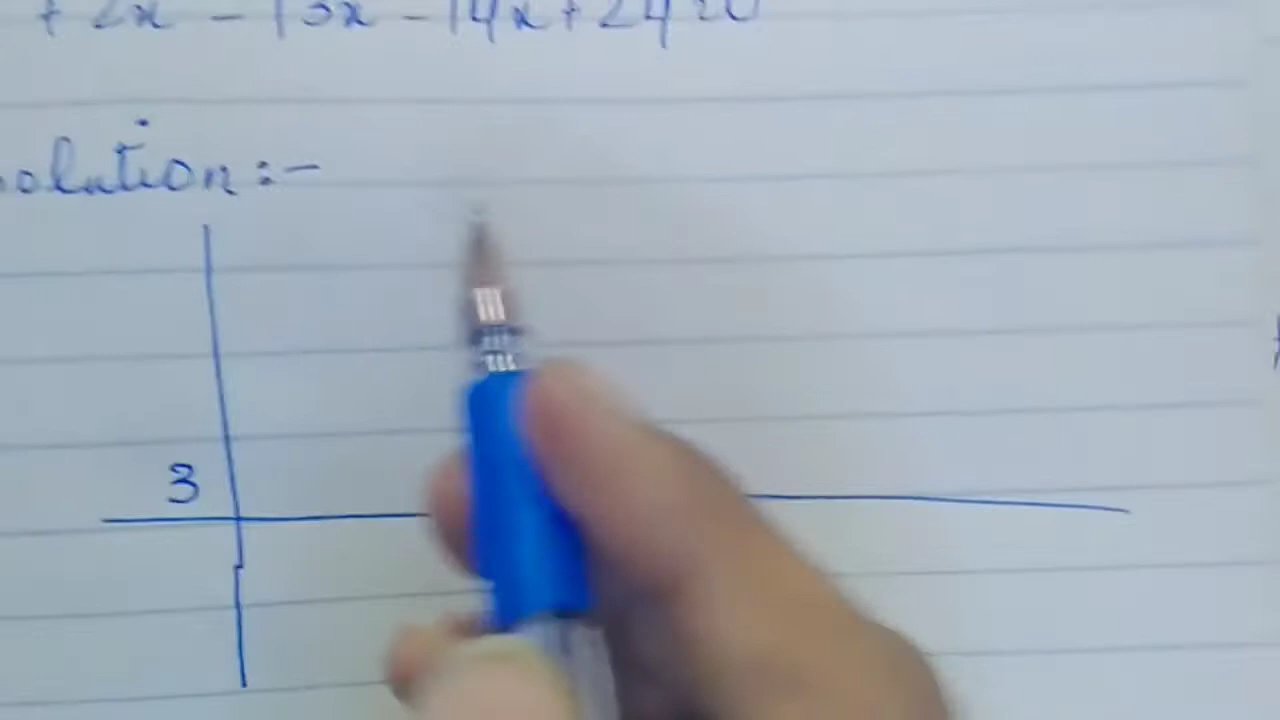 + 2x - 13x - 14x + 24 = 0
olution :-
3